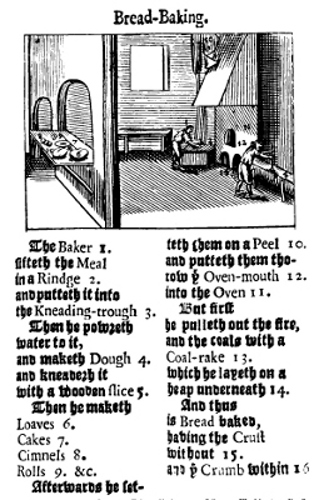 Bread-Baking.
The Baker 1.
sifteth the Meal
in a Rindge 2.
and putteth it into
the Kneading-trough 3.
Then he powreth
water to it,
and maketh Dough 4.
and kneadeth it
with a wooden slice 5.
Then he maketh
Loaves 6.
Cakes 7.
Cimnels 8.
Rolls 9. &c.
Afterwards he set-
teth them on a Peel 10.
and putteth them tho-
row ẏ Oven-mouth 12.
into the Oven 11.
But first
he pulleth out the fire,
and the coals with a
Coal-rake 13.
which he layeth on a
heap underneath 14.
And thus
is Bread baked,
having the Crust
without 15.
and ẏ Crumb within 16